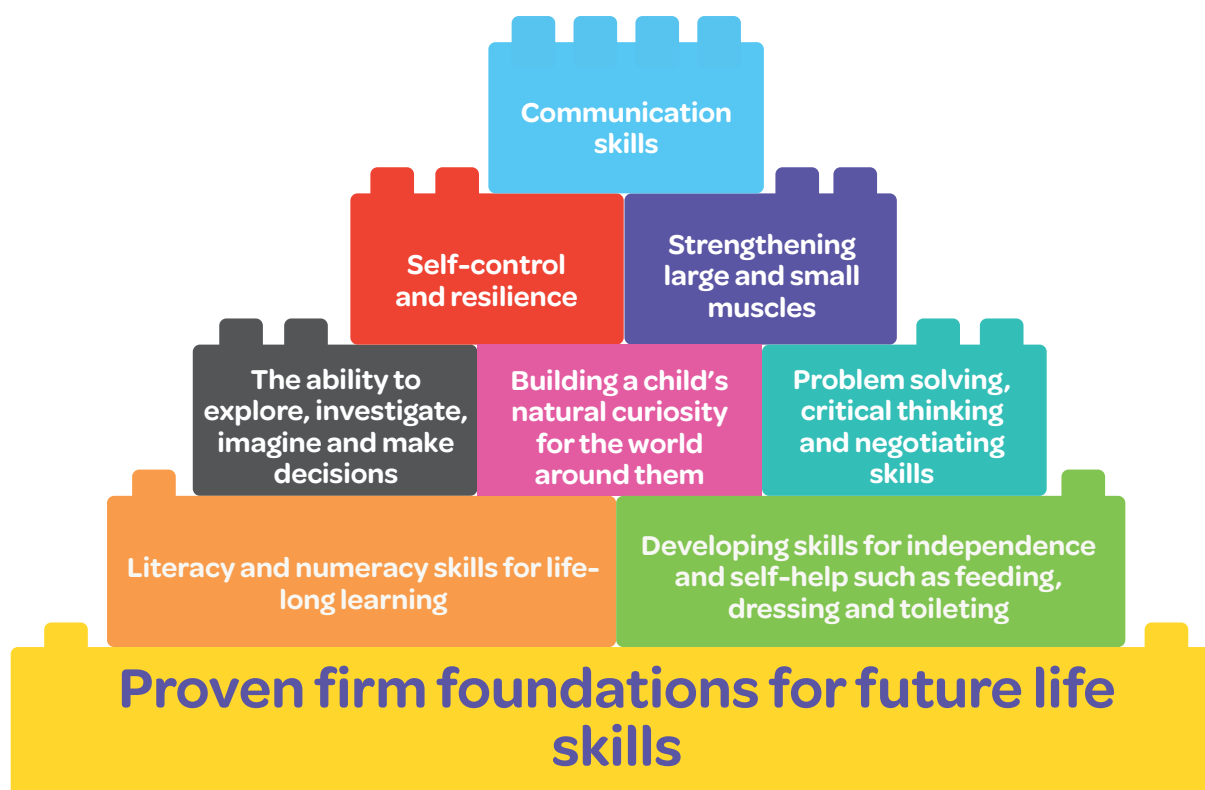 Communication
skills
Self-control
and resilience
Strengthening
large and small
muscles
The ability to
explore, investigate,
imagine and make
decisions
Building a child's
natural curiosity
for the world
around them
Problem solving,
critical thinking
and negotiating
skills
Literacy and numeracy skills for life-
long learning
Developing skills for independence
and self-help such as feeding,
dressing and toileting
Proven firm foundations for future life
skills